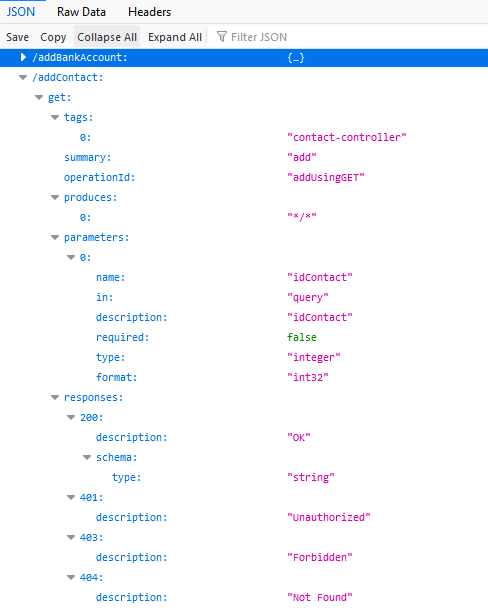 JSON Raw Data Headers
Save Copy Collapse All Expand All Filter JSON
/addBankAccount: {…}
/addContact:
get:
tags:
0: "contact-controller"
summary: "add"
operationId: "addUsingGET"
produces:
0: "*/*"
parameters:
0:
name: "idContact"
in: "query"
description: "idContact"
required: false
type: "integer"
format: "int32"
responses:
200:
description: "OK"
schema:
type: "string"
401:
description: "Unauthorized"
403:
description: "Forbidden"
404:
description: "Not Found"